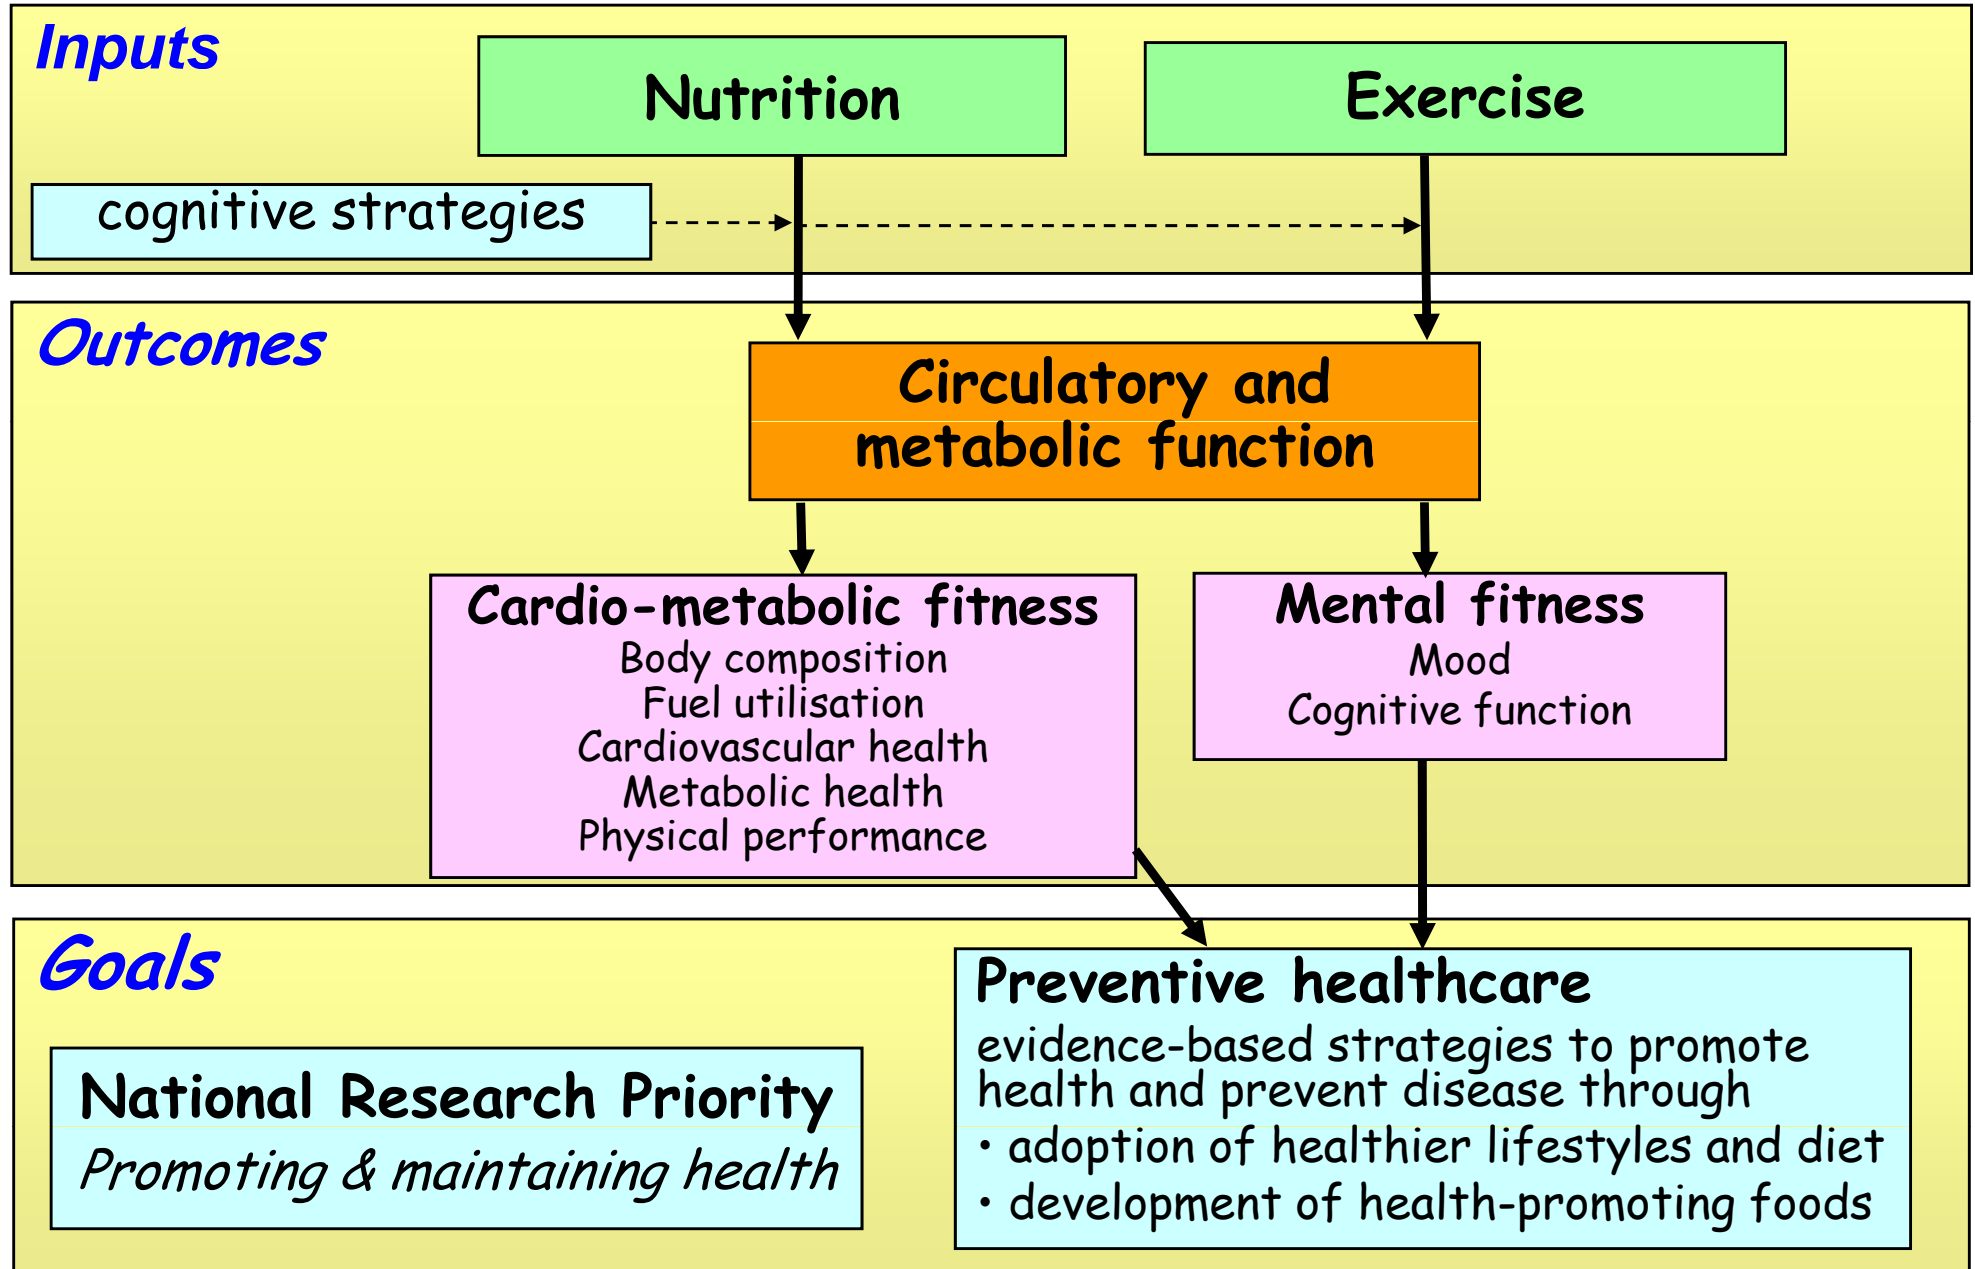 Inputs
Nutrition
Exercise
cognitive strategies
Outcomes
Circulatory and
metabolic function
Cardio-metabolic fitness
Body composition
Fuel utilisation
Cardiovascular health
Metabolic health
Physical performance
Mental fitness
Mood
Cognitive function
Goals
National Research Priority
Promoting & maintaining health
Preventive healthcare
evidence-based strategies to promote
health and prevent disease through
• adoption of healthier lifestyles and diet
• development of health-promoting foods